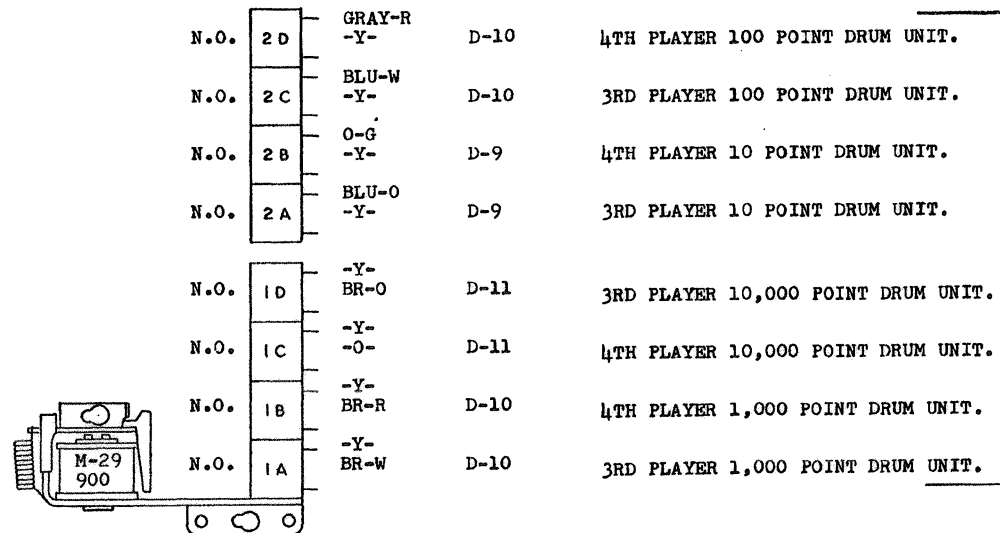 GRAY-R
N.O. 2D -Y- D-10 4TH PLAYER 100 POINT DRUM UNIT.
BLU-W
N.O. 2C -Y- D-10 3RD PLAYER 100 POINT DRUM UNIT.
O-G
N.O. 2B -Y- D-9 4TH PLAYER 10 POINT DRUM UNIT.
BLU-O
N.O. 2A -Y- D-9 3RD PLAYER 10 POINT DRUM UNIT.
-Y-
N.O. 1D BR-O D-11 3RD PLAYER 10,000 POINT DRUM UNIT.
-Y-
N.O. 1C -O- D-11 4TH PLAYER 10,000 POINT DRUM UNIT.
-Y-
N.O. 1B BR-R D-10 4TH PLAYER 1,000 POINT DRUM UNIT.
-Y-
M-29 N.O. 1A BR-W D-10 3RD PLAYER 1,000 POINT DRUM UNIT.
900